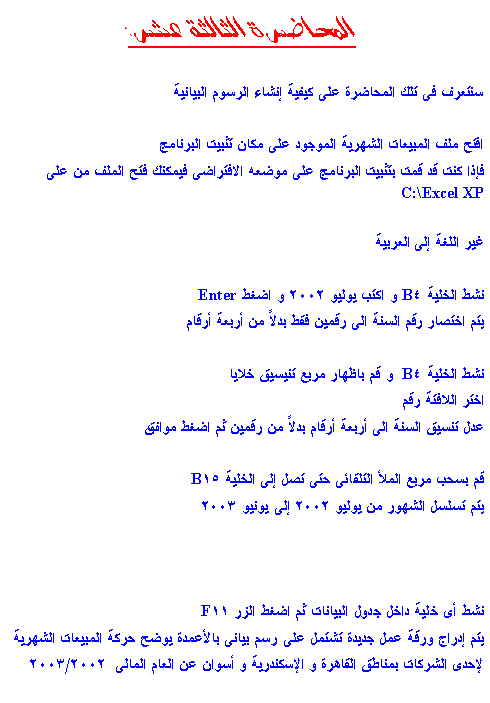 المحاضرة الثالثة عشر:
سنتعرف فى تلك المحاضرة على كيفية إنشاء الرسوم البيانية
افتح ملف المبيعات الشهرية الموجود على مكان تثبيت البرنامج
فإذا كنت قد قمت بتثبيت البرنامج على موضعه الافتراضى فيمكنك فتح الملف من على
C:\Excel XP
غير اللغة إلى العربية
نشط الخلية B٤ و اكتب يوليو ٢٠٠٢ و اضغط Enter
يتم اختصار رقم السنة الى رقمين فقط بدلاً من أربعة أرقام
نشط الخلية B٤ و قم باظهار مربع تنيسيق خلايا
اختر اللافتة رقم
عدل تنسيق السنة الى أربعة أرقام بدلاً من رقمين ثم اضغط موافق
قم بسحب مربع الملأ التلقائى حتى تصل إلى الخلية B١٥
يتم تسلسل الشهور من يوليو ٢٠٠٢ إلى يونيو ٢٠٠٣
نشط أى خلية داخل جدول البيانات ثم اضغط الزر F١١
يتم إدراج ورقة عمل جديدة تشتمل على رسم بيانى بالأعمدة يوضح حركة المبيعات الشهرية
لإحدى الشركات بمناطق القاهرة و الإسكندرية و أسوان عن العام المالى ٢٠٠٣/٢٠٠٢